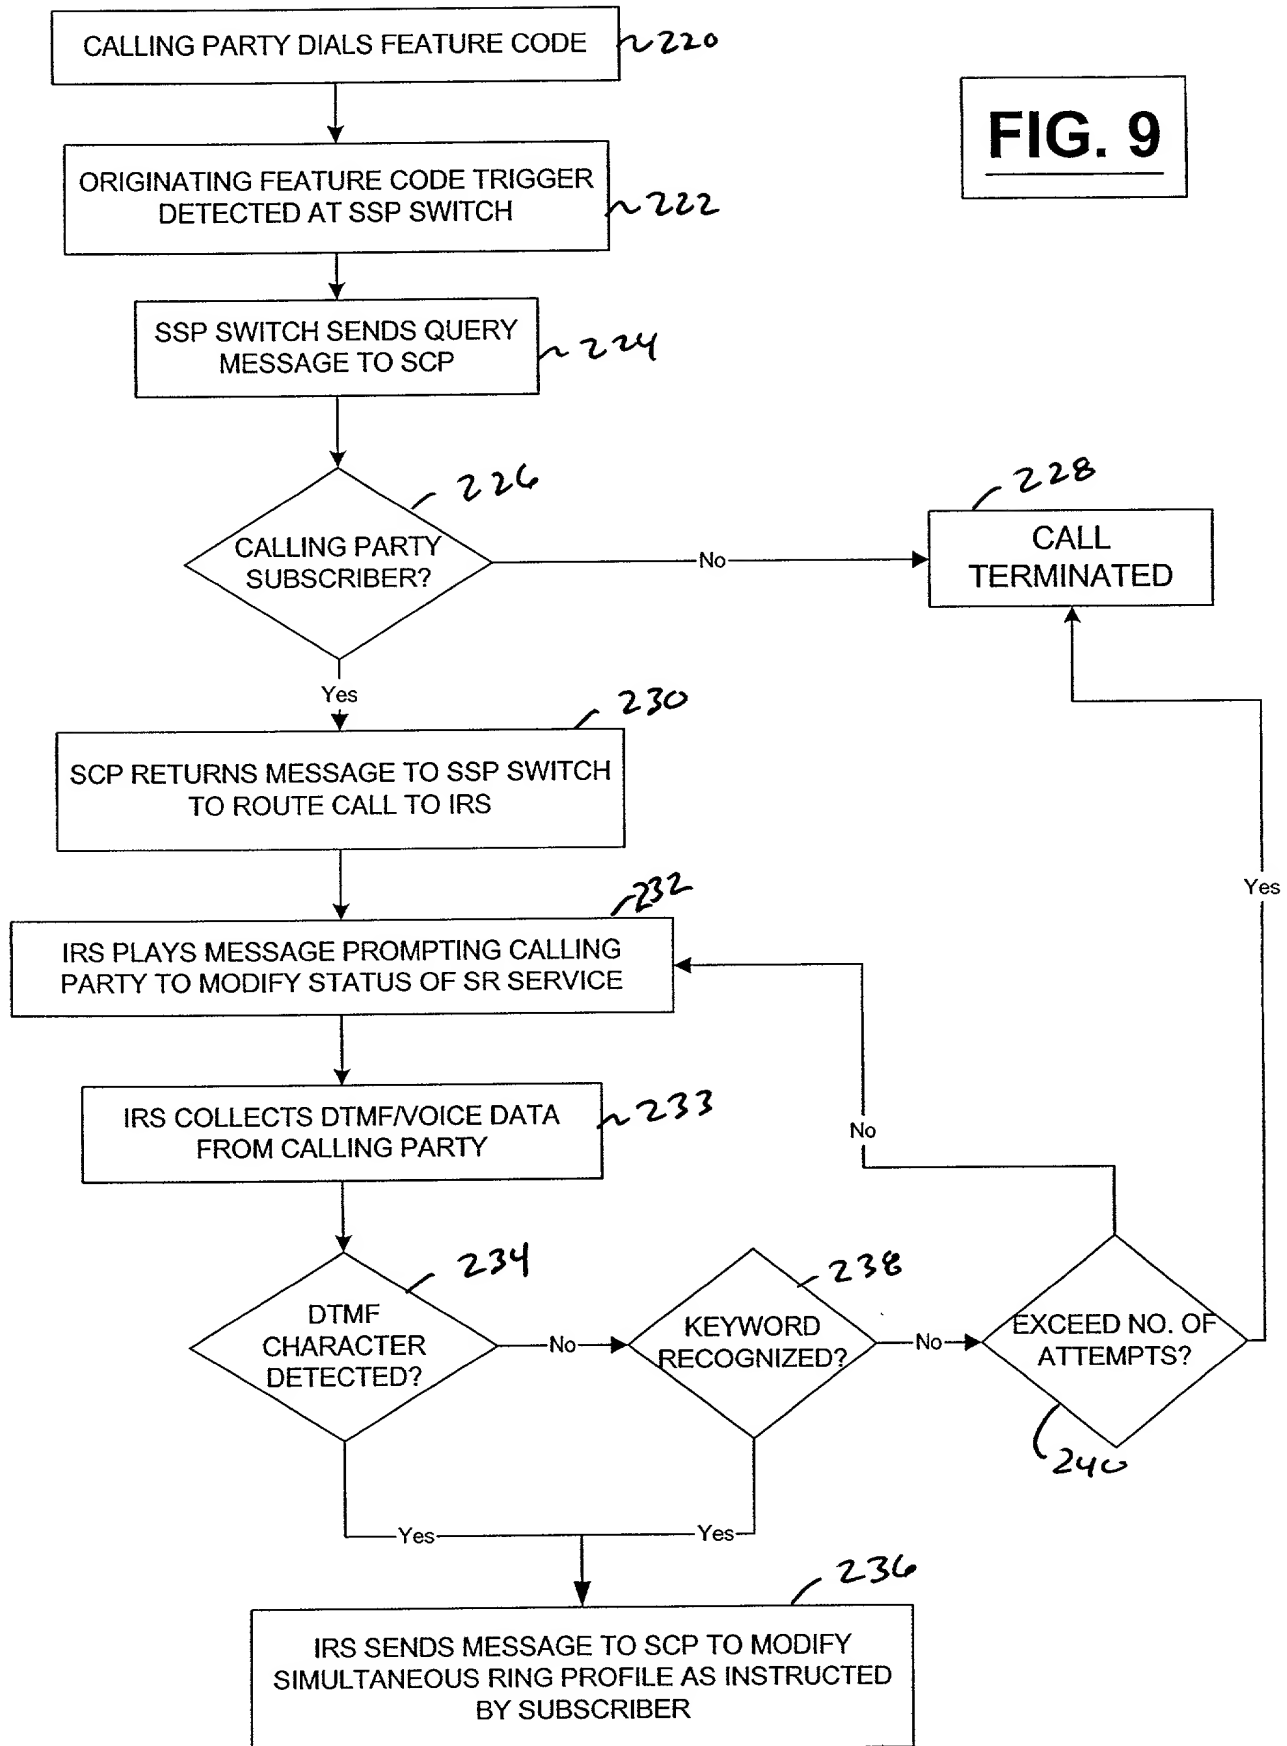 CALLING PARTY DIALS FEATURE CODE
220
FIG. 9
ORIGINATING FEATURE CODE TRIGGER
DETECTED AT SSP SWITCH
222
SSP SWITCH SENDS QUERY
MESSAGE TO SCP
224
226
CALLING PARTY
SUBSCRIBER?
No
228
CALL
TERMINATED
Yes
230
SCP RETURNS MESSAGE TO SSP SWITCH
TO ROUTE CALL TO IRS
Yes
232
IRS PLAYS MESSAGE PROMPTING CALLING
PARTY TO MODIFY STATUS OF SR SERVICE
IRS COLLECTS DTMF/VOICE DATA
FROM CALLING PARTY
233
No
234
DTMF
CHARACTER
DETECTED?
No
238
KEYWORD
RECOGNIZED?
No
EXCEED NO. OF
ATTEMPTS?
240
Yes
Yes
236
IRS SENDS MESSAGE TO SCP TO MODIFY
SIMULTANEOUS RING PROFILE AS INSTRUCTED
BY SUBSCRIBER